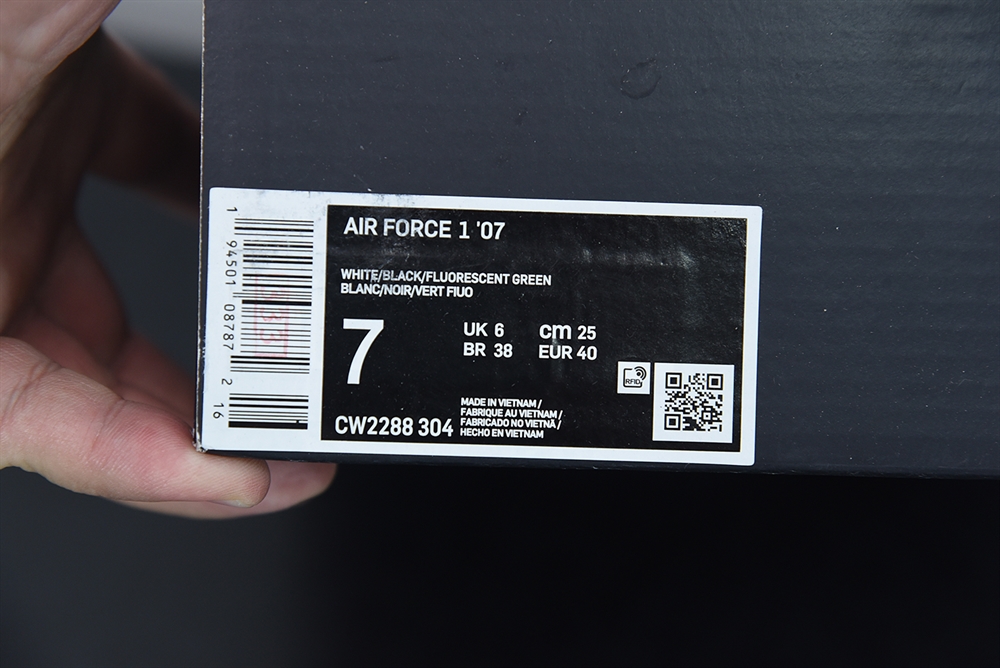 AIR FORCE 1 '07
WHITE/BLACK/FLUORESCENT GREEN
BLANC/NOIR/VERT FIUO
7
UK 6
cm 25
BR 38
EUR 40
CW2288 304
MADE IN VIETNAM /
FABRIQUE AU VIETNAM /
FABRICADO NO VIETNÃ /
HECHO EN VIETNAM
RFID
1 94501 08787 2 16